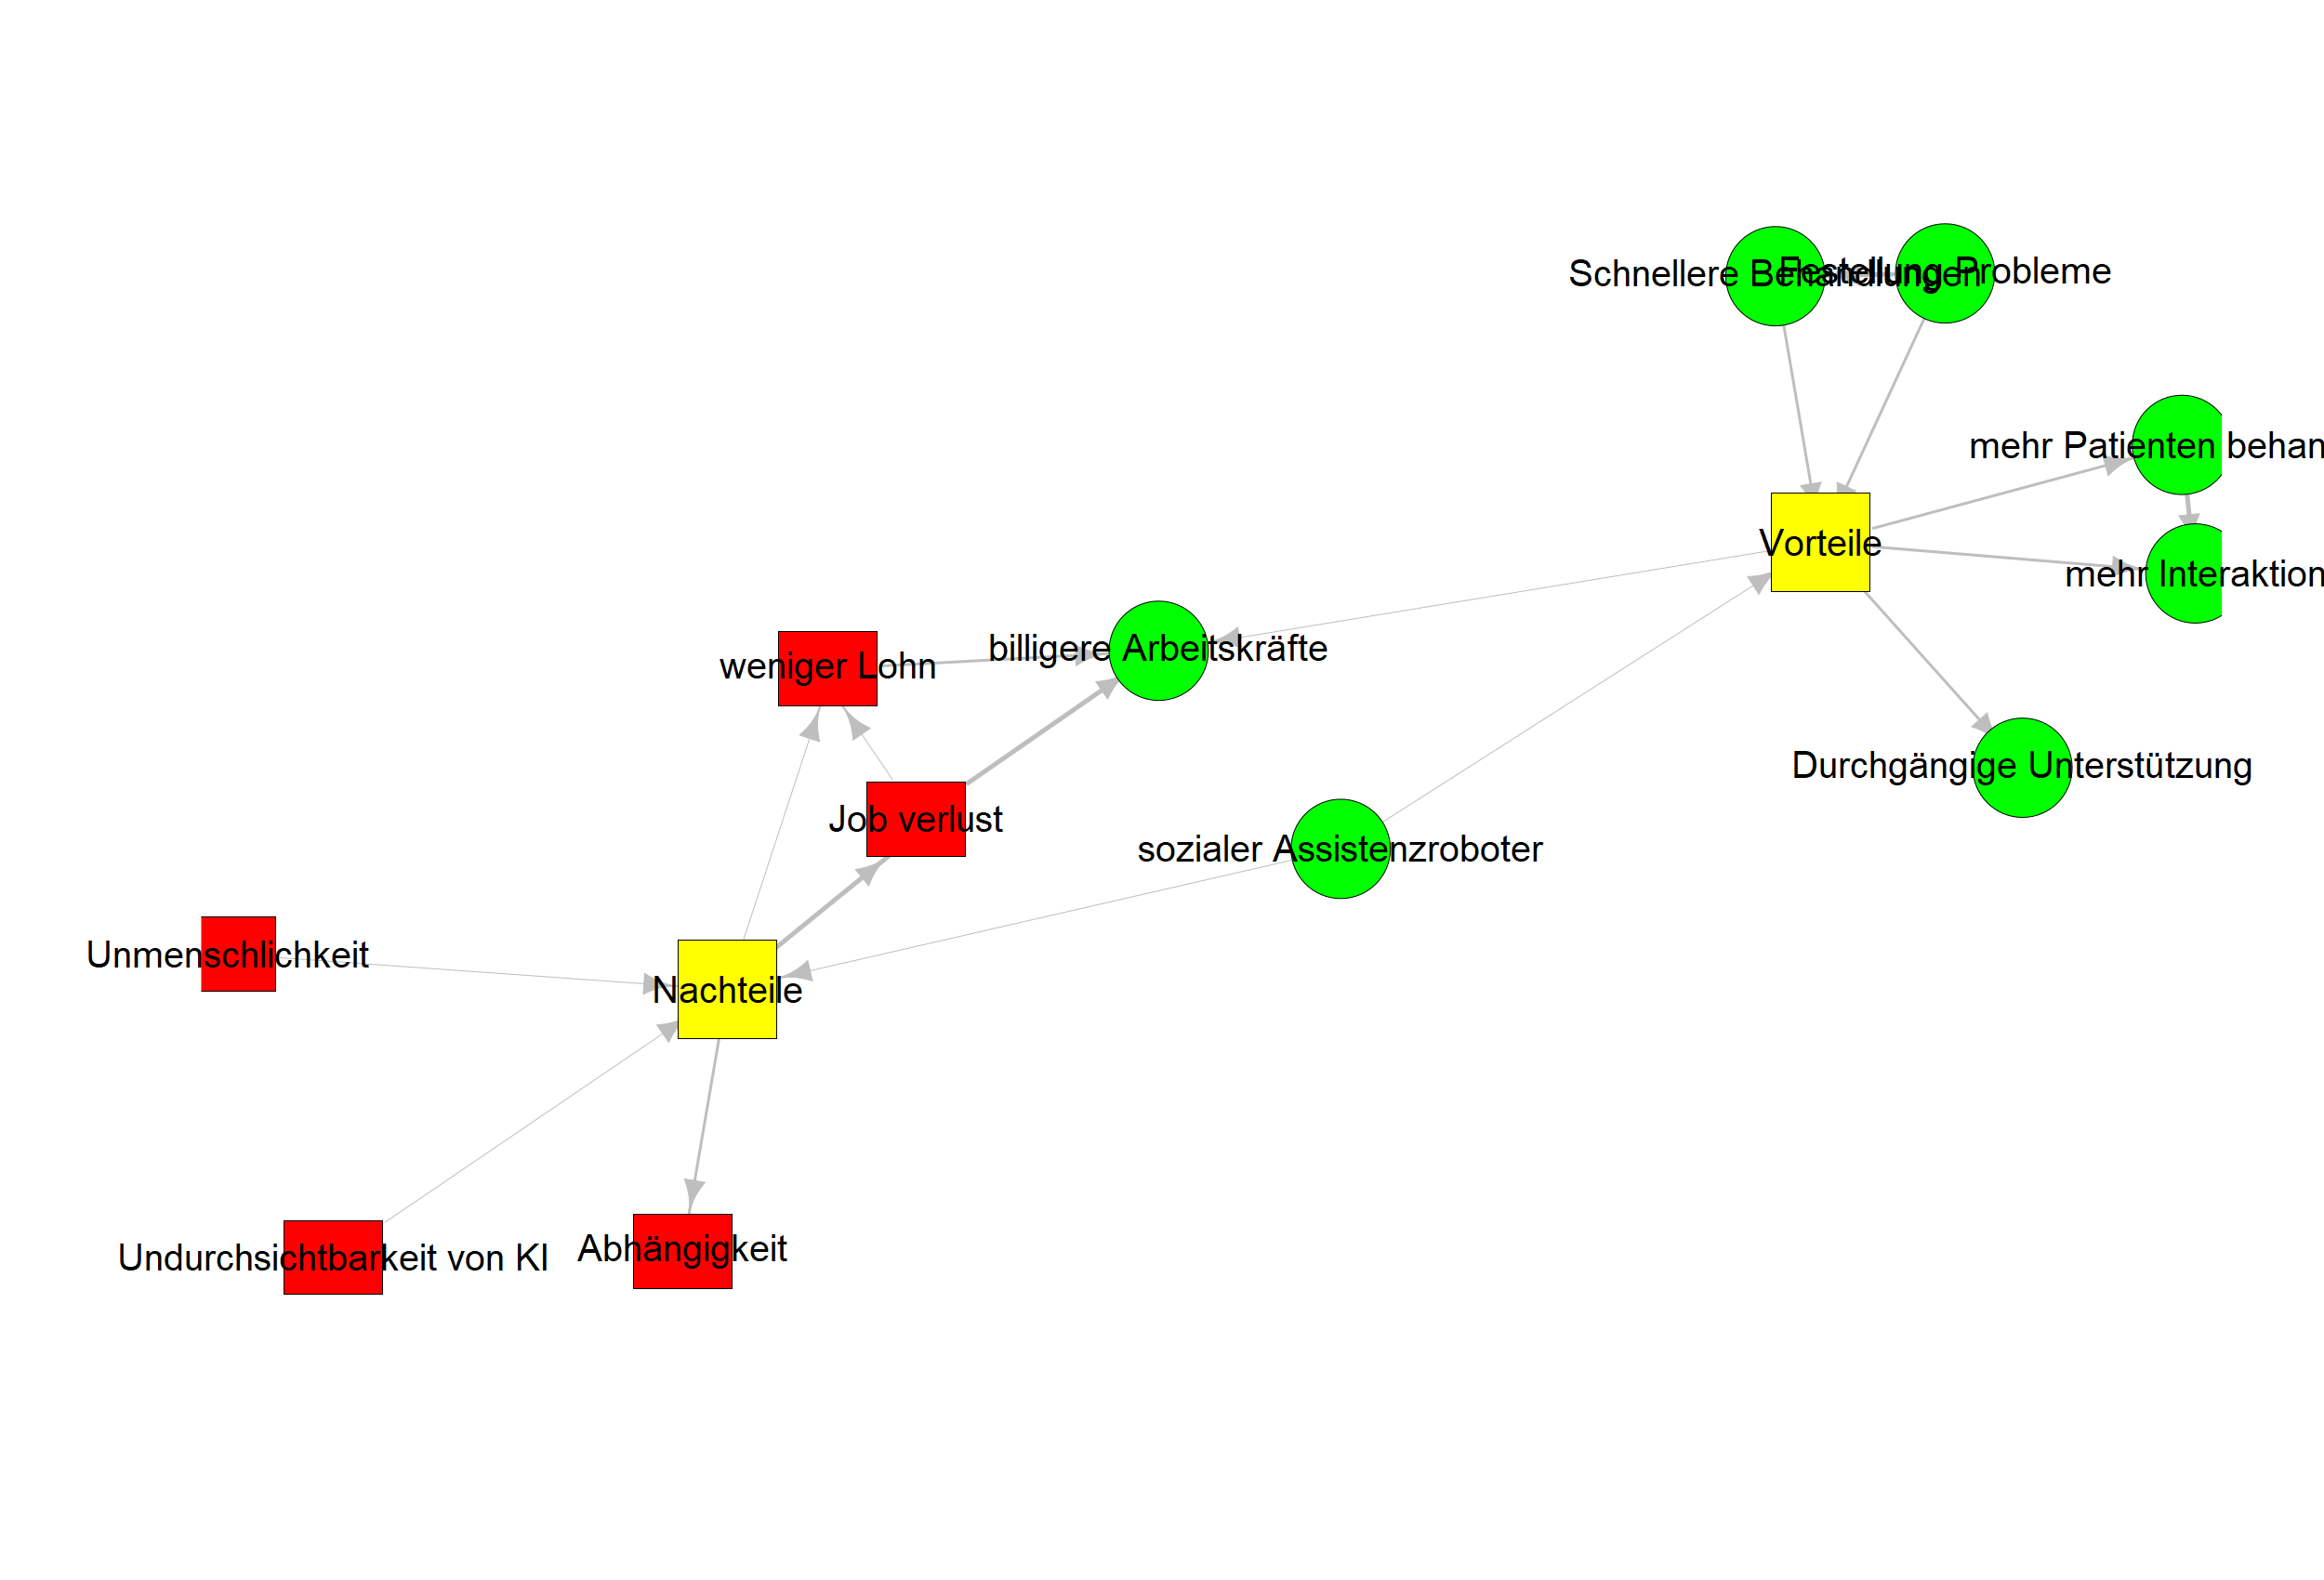 Schnellere Behandlungen
Festellung Probleme
mehr Patienten behan
Vorteile
mehr Interaktion
billigere Arbeitskräfte
weniger Lohn
Durchgängige Unterstützung
Job verlust
sozialer Assistenzroboter
Unmenschlichkeit
Nachteile
Abhängigkeit
Undurchsichtbarkeit von KI